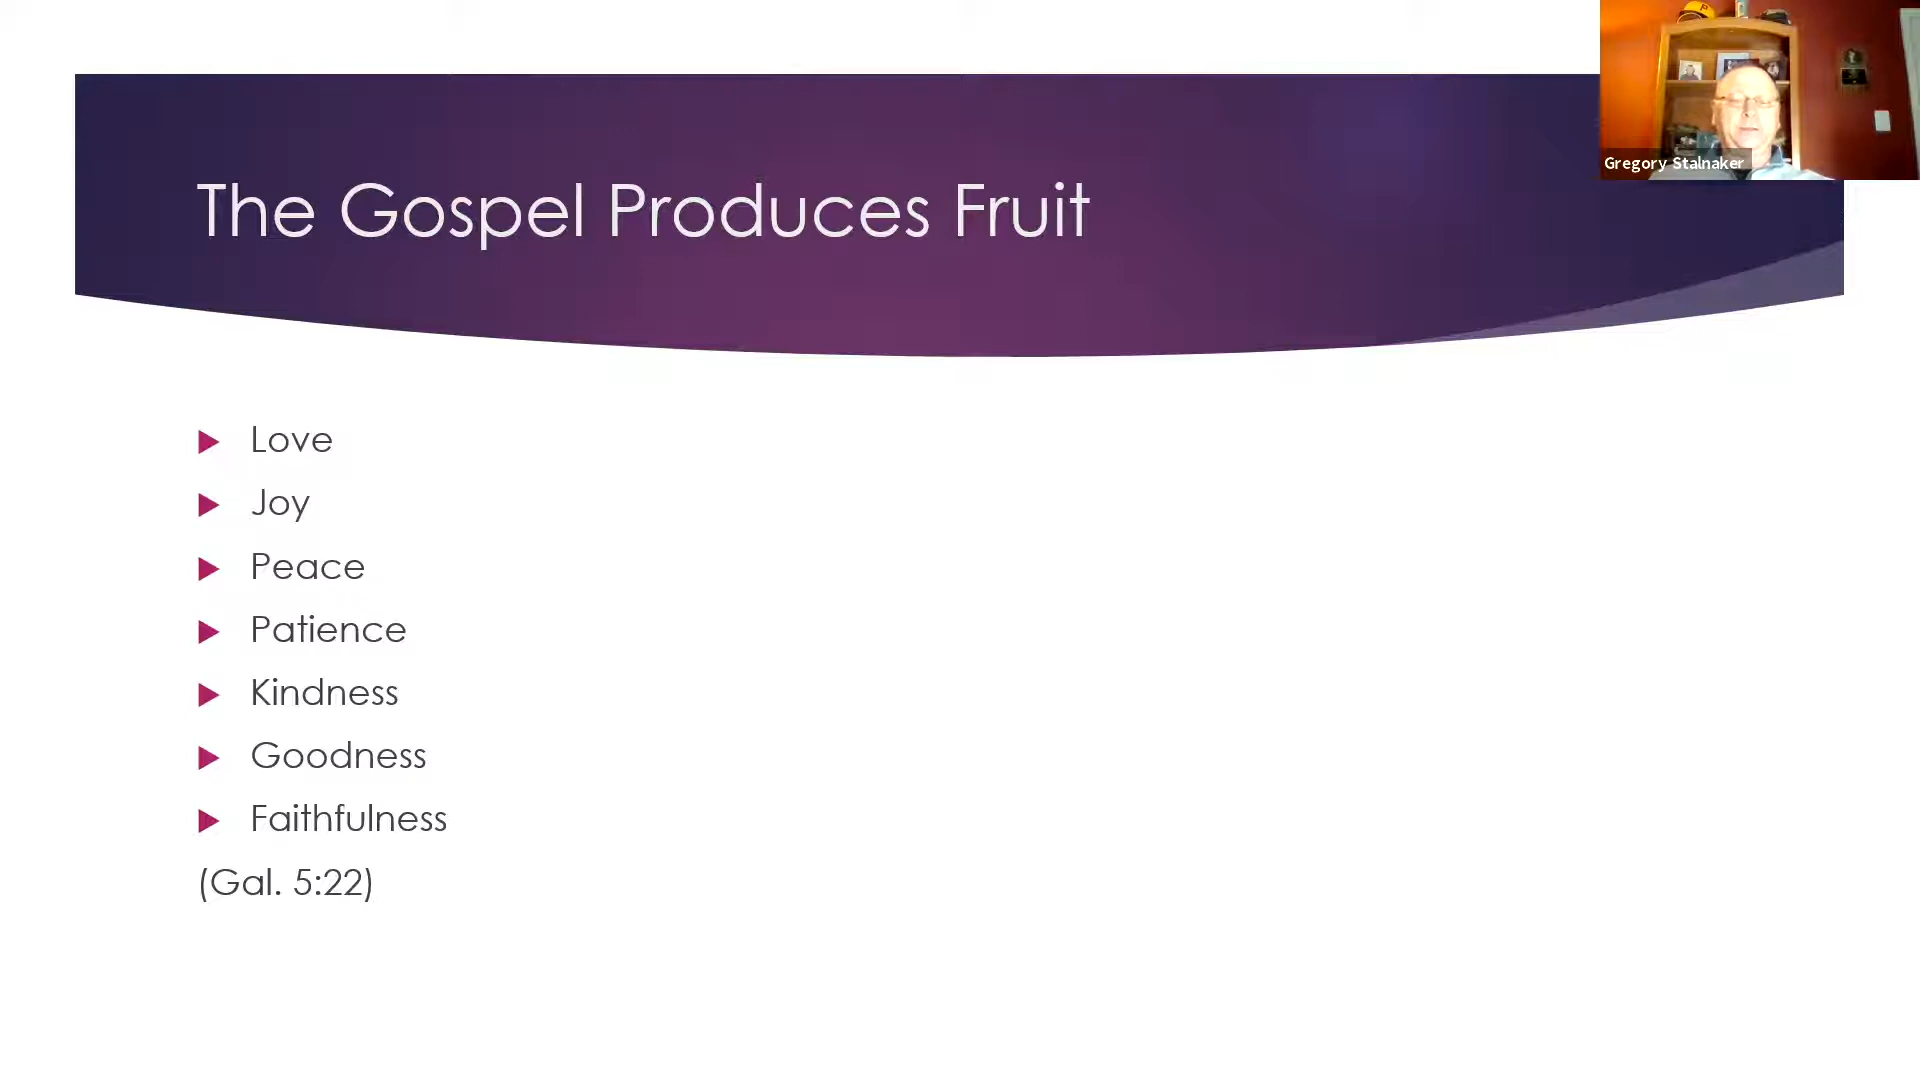 The Gospel Produces Fruit
Gregory Stalnaker
Love
Joy
Peace
Patience
Kindness
Goodness
Faithfulness
(Gal. 5:22)